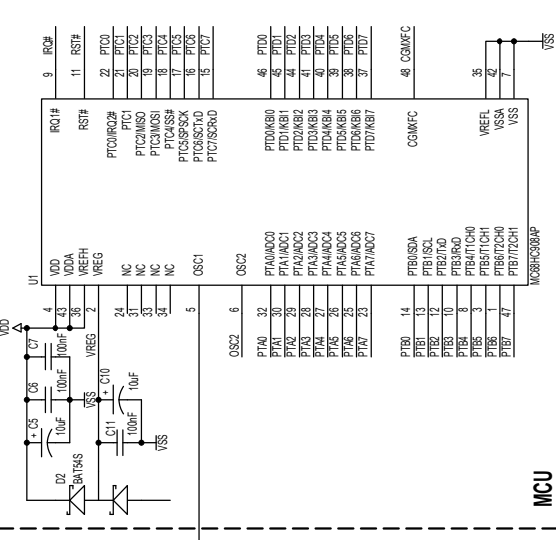 VDD
U1
C5 C6 C7
+
10uF 100nF 100nF
4 VDD IRQ1# 9 IRQ#
43 VDDA
36 VREFH RST# 11 RST#
VREG 2 VREG
D2
BAT54S
VSS
PTC0/IRQ2# 22 PTC0
24 NC PTC1 21 PTC1
31 NC PTC2/MISO 20 PTC2
33 NC PTC3/MOSI 19 PTC3
34 NC PTC4/SS# 18 PTC4
PTC5/SPSCK 17 PTC5
PTC6/SCTxD 16 PTC6
5 OSC1 PTC7/SCRxD 15 PTC7
C11 + C10
100nF 10uF
VSS
OSC2 6 OSC2
PTA0 32 PTA0/ADC0 PTD0/KBI0 46 PTD0
PTA1 30 PTA1/ADC1 PTD1/KBI1 45 PTD1
PTA2 29 PTA2/ADC2 PTD2/KBI2 44 PTD2
PTA3 28 PTA3/ADC3 PTD3/KBI3 41 PTD3
PTA4 27 PTA4/ADC4 PTD4/KBI4 40 PTD4
PTA5 26 PTA5/ADC5 PTD5/KBI5 39 PTD5
PTA6 25 PTA6/ADC6 PTD6/KBI6 38 PTD6
PTA7 23 PTA7/ADC7 PTD7/KBI7 37 PTD7
PTB0 14 PTB0/SDA CGMXFC 48 CGMXFC
PTB1 13 PTB1/SCL
PTB2 12 PTB2/TxD
PTB3 10 PTB3/RxD
PTB4 8 PTB4/T1CH0
PTB5 3 PTB5/T1CH1 VREFL 35
PTB6 1 PTB6/T2CH0 VSSA 42
PTB7 47 PTB7/T2CH1 VSS 7
MC68HC908AP
VSS
MCU